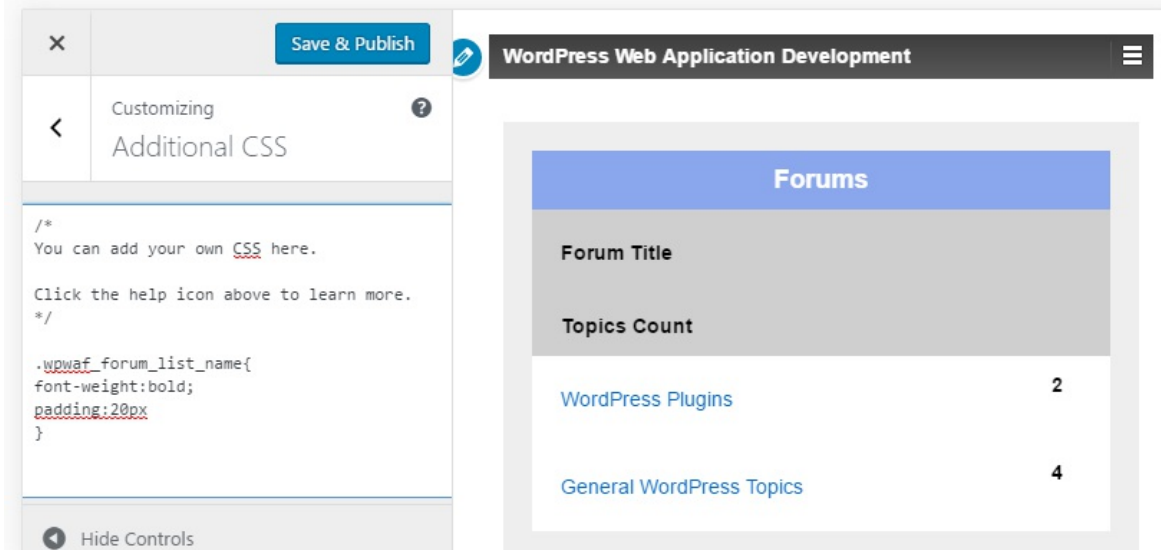 Save & Publish
Customizing
Additional CSS
/*
You can add your own CSS here.
Click the help icon above to learn more.
*/
.wpwaf_forum_list_name{
font-weight:bold;
padding:20px
}
Hide Controls
WordPress Web Application Development
Forums
Forum Title
Topics Count
WordPress Plugins 2
General WordPress Topics 4